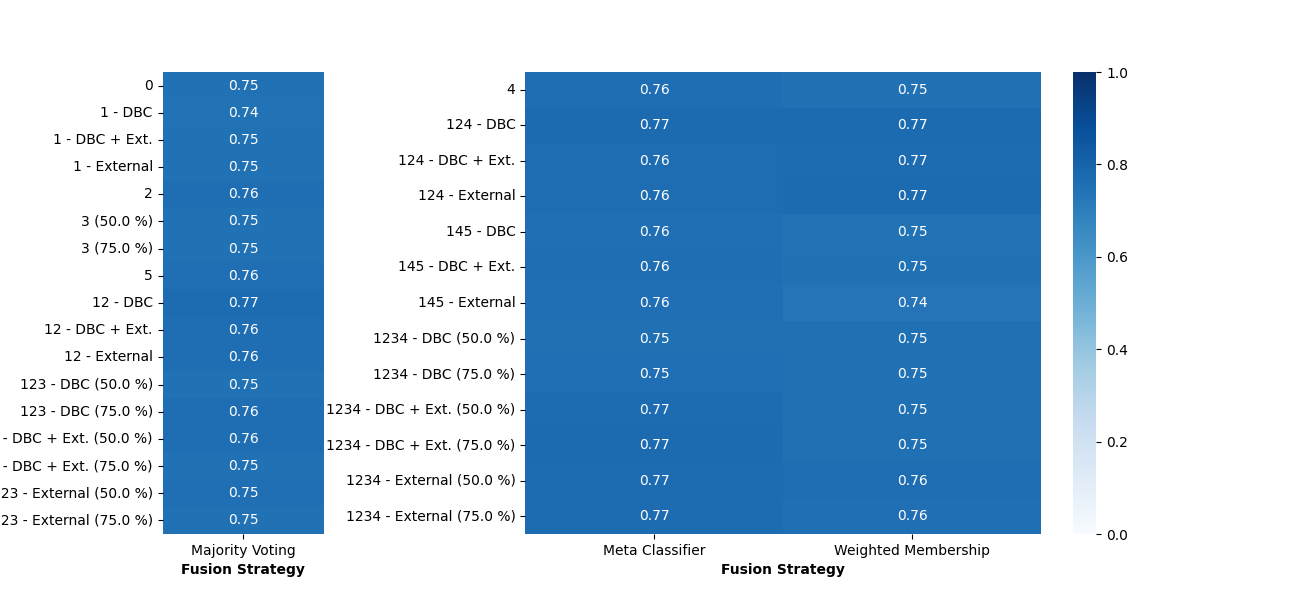 0 0.75
1 - DBC 0.74
1 - DBC + Ext. 0.75
1 - External 0.75
2 0.76
3 (50.0 %) 0.75
3 (75.0 %) 0.75
5 0.76
12 - DBC 0.77
12 - DBC + Ext. 0.76
12 - External 0.76
123 - DBC (50.0 %) 0.75
123 - DBC (75.0 %) 0.76
- DBC + Ext. (50.0 %) 0.76
- DBC + Ext. (75.0 %) 0.75
23 - External (50.0 %) 0.75
23 - External (75.0 %) 0.75
Majority Voting
Fusion Strategy
4 0.76 0.75
124 - DBC 0.77 0.77
124 - DBC + Ext. 0.76 0.77
124 - External 0.76 0.77
145 - DBC 0.76 0.75
145 - DBC + Ext. 0.76 0.75
145 - External 0.76 0.74
1234 - DBC (50.0 %) 0.75 0.75
1234 - DBC (75.0 %) 0.75 0.75
1234 - DBC + Ext. (50.0 %) 0.77 0.75
1234 - DBC + Ext. (75.0 %) 0.77 0.75
1234 - External (50.0 %) 0.77 0.76
1234 - External (75.0 %) 0.77 0.76
Meta Classifier Weighted Membership
Fusion Strategy
1.0
0.8
0.6
0.4
0.2
0.0